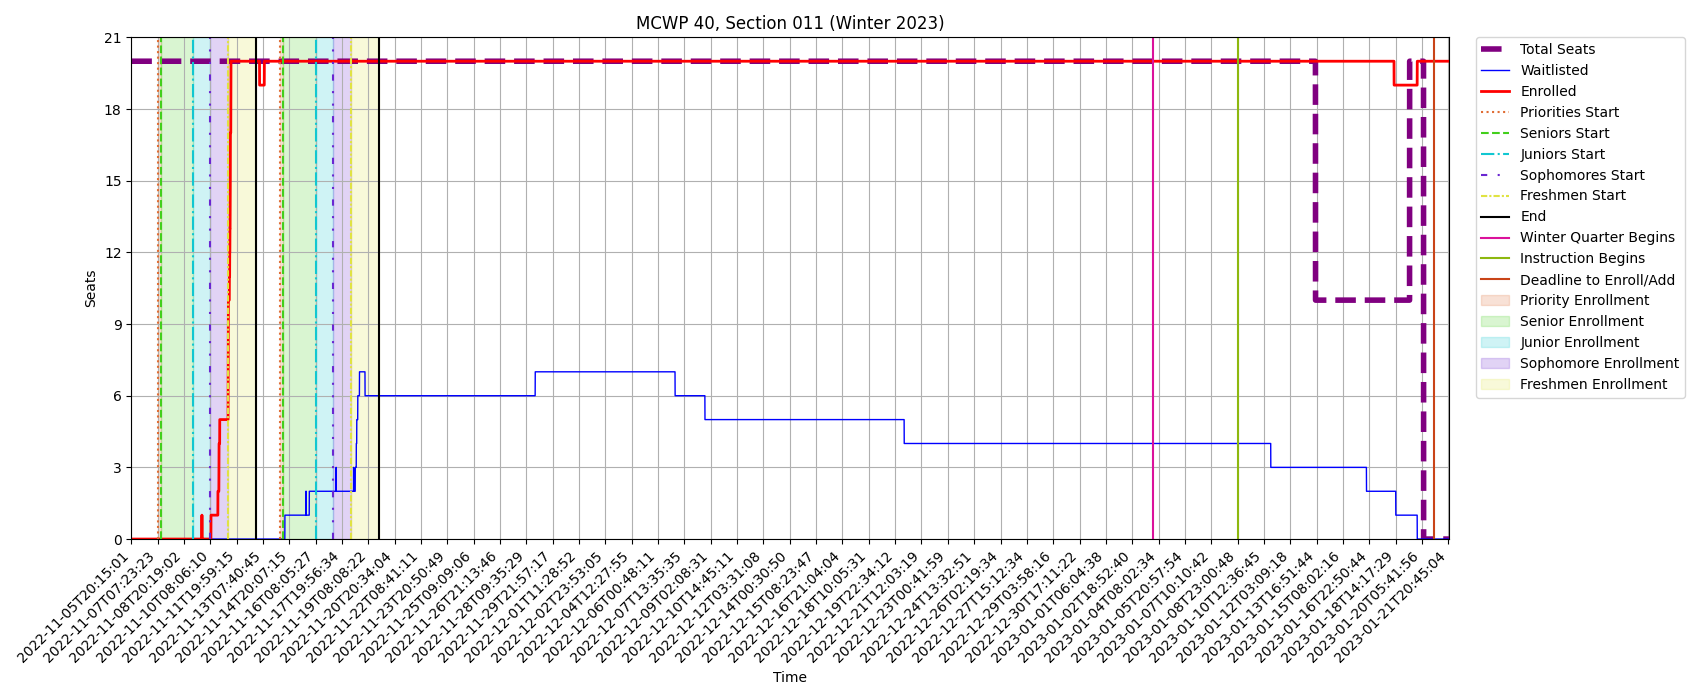 MCWP 40, Section 011 (Winter 2023)
21
18
15
12
9
6
3
0
Seats
2022-11-05T20:15:01
2022-11-07T07:23:23
2022-11-08T20:19:02
2022-11-10T08:06:10
2022-11-11T19:59:15
2022-11-13T07:40:45
2022-11-14T20:07:15
2022-11-16T08:05:27
2022-11-17T19:56:34
2022-11-19T08:08:22
2022-11-20T20:34:04
2022-11-22T08:41:11
2022-11-23T20:50:49
2022-11-25T09:09:06
2022-11-26T21:13:46
2022-11-28T09:35:29
2022-11-29T21:57:17
2022-12-01T11:28:52
2022-12-02T23:53:05
2022-12-04T12:27:55
2022-12-06T00:48:11
2022-12-07T13:35:35
2022-12-09T02:08:31
2022-12-10T14:45:11
2022-12-12T03:31:08
2022-12-14T00:30:50
2022-12-15T08:23:47
2022-12-16T21:04:04
2022-12-18T10:05:31
2022-12-19T22:34:12
2022-12-21T12:03:19
2022-12-23T00:41:59
2022-12-24T13:32:51
2022-12-26T02:19:34
2022-12-27T15:12:34
2022-12-29T03:58:16
2022-12-30T17:11:22
2023-01-01T06:04:38
2023-01-02T18:52:40
2023-01-04T08:02:34
2023-01-05T20:57:54
2023-01-07T10:10:42
2023-01-08T23:00:48
2023-01-10T12:36:45
2023-01-12T03:09:18
2023-01-13T16:51:44
2023-01-15T08:02:16
2023-01-16T22:50:44
2023-01-18T14:17:29
2023-01-20T05:41:56
2023-01-21T20:45:04
Time
Total Seats
Waitlisted
Enrolled
Priorities Start
Seniors Start
Juniors Start
Sophomores Start
Freshmen Start
End
Winter Quarter Begins
Instruction Begins
Deadline to Enroll/Add
Priority Enrollment
Senior Enrollment
Junior Enrollment
Sophomore Enrollment
Freshmen Enrollment